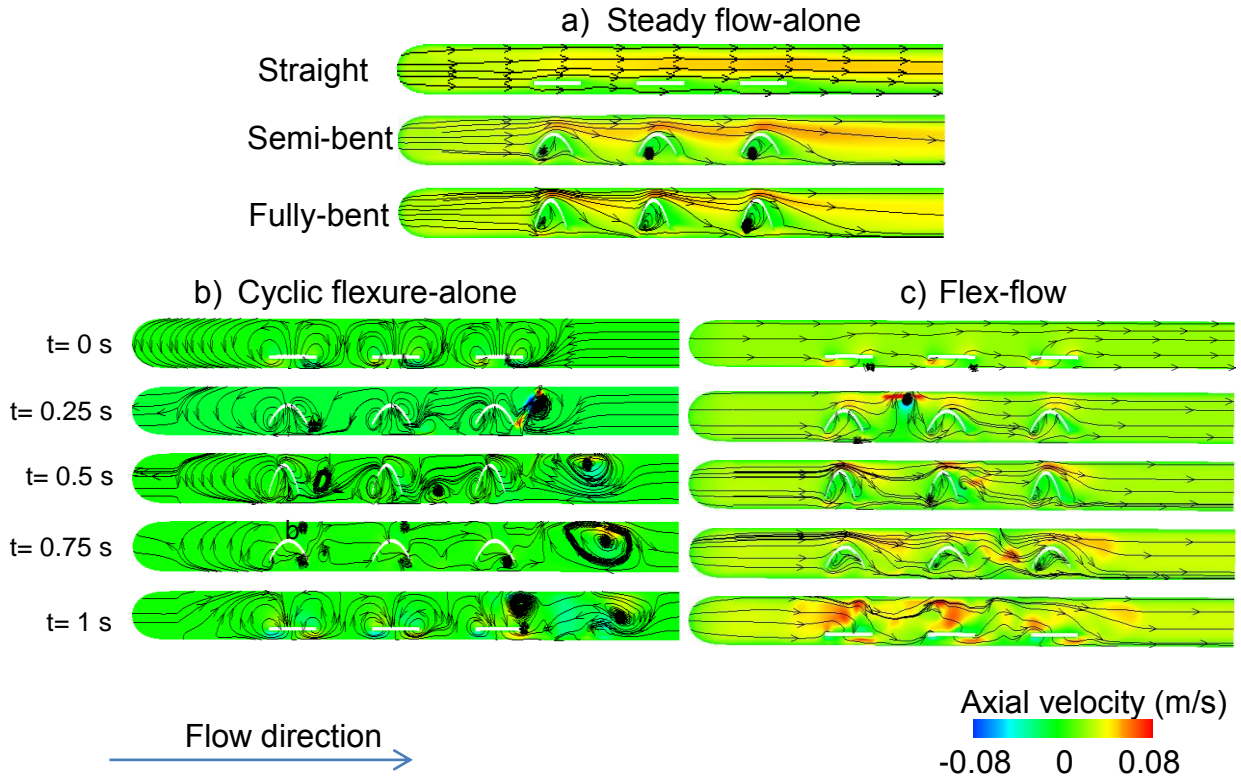 a) Steady flow-alone
Straight
Semi-bent
Fully-bent
b) Cyclic flexure-alone
t= 0 s
t= 0.25 s
t= 0.5 s
t= 0.75 s
b
t= 1 s
c) Flex-flow
Flow direction
Axial velocity (m/s)
-0.08 0 0.08